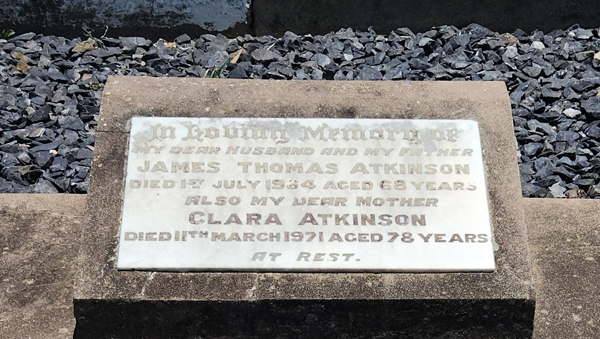 In Loving Memory of
MY DEAR HUSBAND AND MY FATHER
JAMES THOMAS ATKINSON
DIED 1ST JULY 1964 AGED 68 YEARS
ALSO MY DEAR MOTHER
CLARA ATKINSON
DIED 11TH MARCH 1971 AGED 78 YEARS
AT REST.